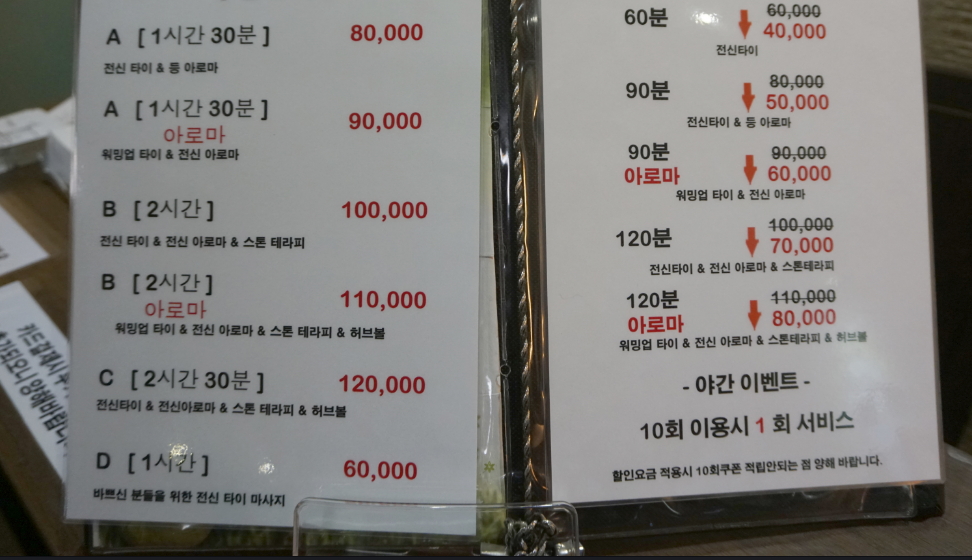 A [ 1시간 30분 ] 80,000
전신 타이 & 등 아로마
A [ 1시간 30분 ] 90,000
아로마
워밍업 타이 & 전신 아로마
B [ 2시간 ] 100,000
전신 타이 & 전신 아로마 & 스톤 테라피
B [ 2시간 ] 110,000
아로마
워밍업 타이 & 전신 아로마 & 스톤 테라피 & 허브볼
C [ 2시간 30분 ] 120,000
전신타이 & 전신아로마 & 스톤 테라피 & 허브볼
D [ 1시간 ] 60,000
바쁘신 분들을 위한 전신 타이 마사지
60,000
60분 40,000
전신타이
80,000
90분 50,000
전신타이 & 등 아로마
90분 90,000
아로마 60,000
워밍업 타이 & 전신 아로마
100,000
120분 70,000
전신타이 & 전신 아로마 & 스톤테라피
120분 110,000
아로마 80,000
워밍업 타이 & 전신 아로마 & 스톤테라피 & 허브볼
- 야간 이벤트 -
10회 이용시 1 회 서비스
할인요금 적용시 10회쿠폰 적립안되는 점 양해 바랍니다.
카드결제시
양해바랍니다